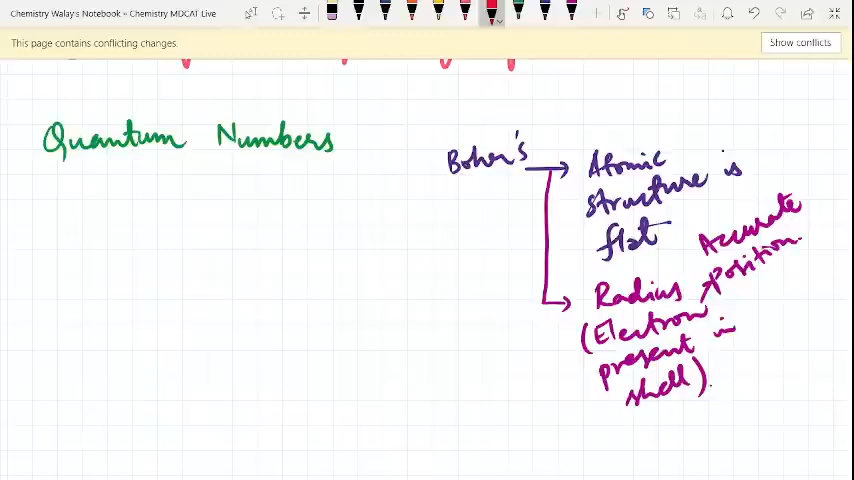 Chemistry Walay's Notebook » Chemistry MDCAT Live
This page contains conflicting changes.
Show conflicts
Quantum Numbers
Boher's
Atomic
structure is
flat
Accurate
Position.
Radius
(Electron
present in
shell).